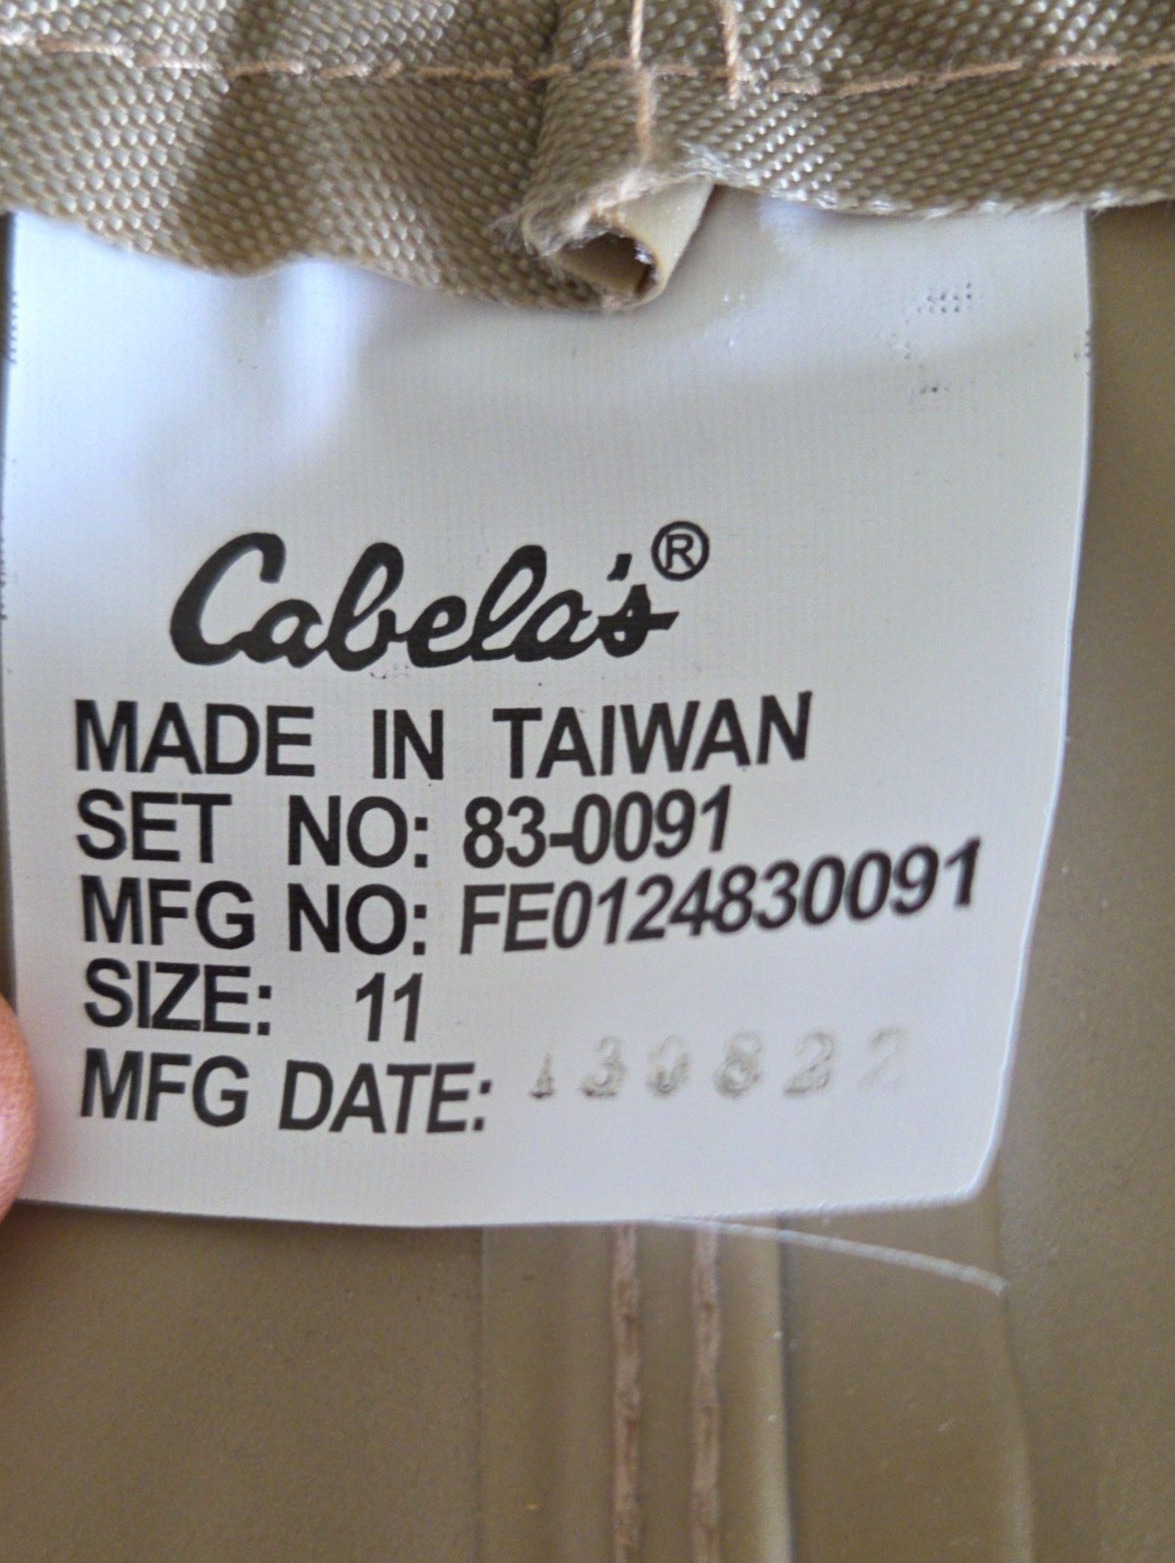 Cabela's®
MADE IN TAIWAN
SET NO: 83-0091
MFG NO: FE0124830091
SIZE: 11
MFG DATE: 130822